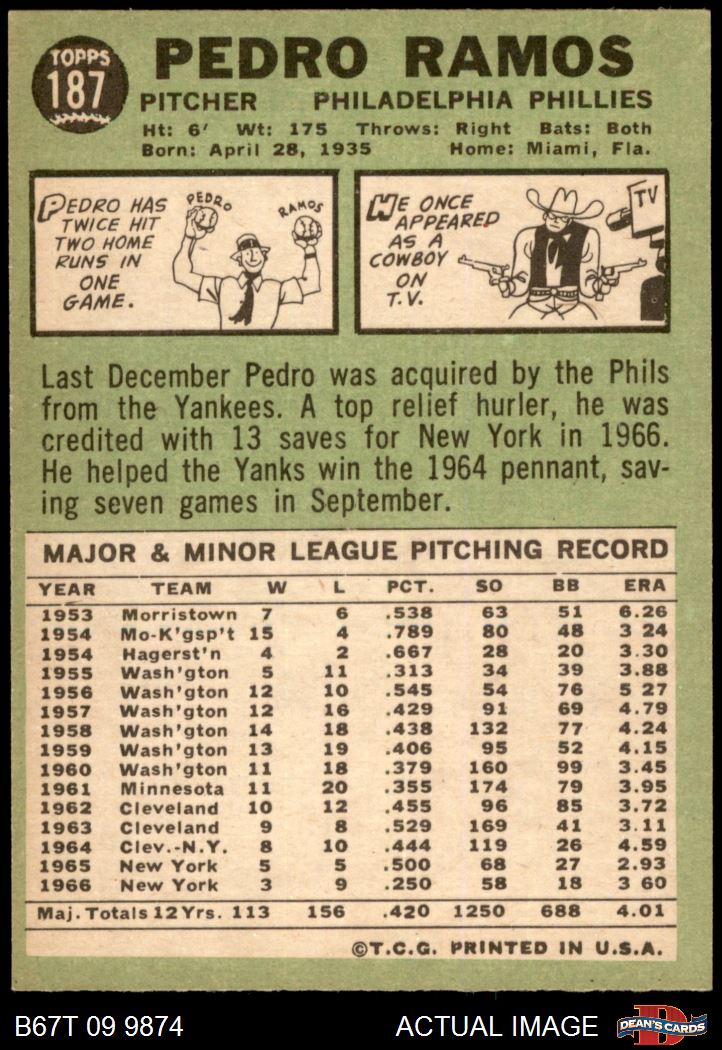 TOPPS
187
PEDRO RAMOS
PITCHER PHILADELPHIA PHILLIES
Ht: 6' Wt: 175 Throws: Right Bats: Both
Born: April 28, 1935 Home: Miami, Fla.
PEDRO HAS
TWICE HIT
TWO HOME
RUNS IN
ONE
GAME.
PEDRO
RAMOS
HE ONCE
APPEARED
AS A
COWBOY
ON
T.V.
TV
Last December Pedro was acquired by the Phils
from the Yankees. A top relief hurler, he was
credited with 13 saves for New York in 1966.
He helped the Yanks win the 1964 pennant, sav-
ing seven games in September.
MAJOR & MINOR LEAGUE PITCHING RECORD
YEAR TEAM W L PCT. SO BB ERA
1953 Morristown 7 6 .538 63 51 6.26
1954 Mo-K'gsp't 15 4 .789 80 48 3 24
1954 Hagerst'n 4 2 .667 28 20 3.30
1955 Wash'gton 5 11 .313 34 39 3.88
1956 Wash'gton 12 10 .545 54 76 5 27
1957 Wash'gton 12 16 .429 91 69 4.79
1958 Wash'gton 14 18 .438 132 77 4.24
1959 Wash'gton 13 19 .406 95 52 4.15
1960 Wash'gton 11 18 .379 160 99 3.45
1961 Minnesota 11 20 .355 174 79 3.95
1962 Cleveland 10 12 .455 96 85 3.72
1963 Cleveland 9 8 .529 169 41 3.11
1964 Clev.-N.Y. 8 10 .444 119 26 4.59
1965 New York 5 5 .500 68 27 2.93
1966 New York 3 9 .250 58 18 3 60
Maj. Totals 12 Yrs. 113 156 .420 1250 688 4.01
©T.C.G. PRINTED IN U.S.A.
B67T 09 9874 ACTUAL IMAGE
D
DEAN'S CARDS